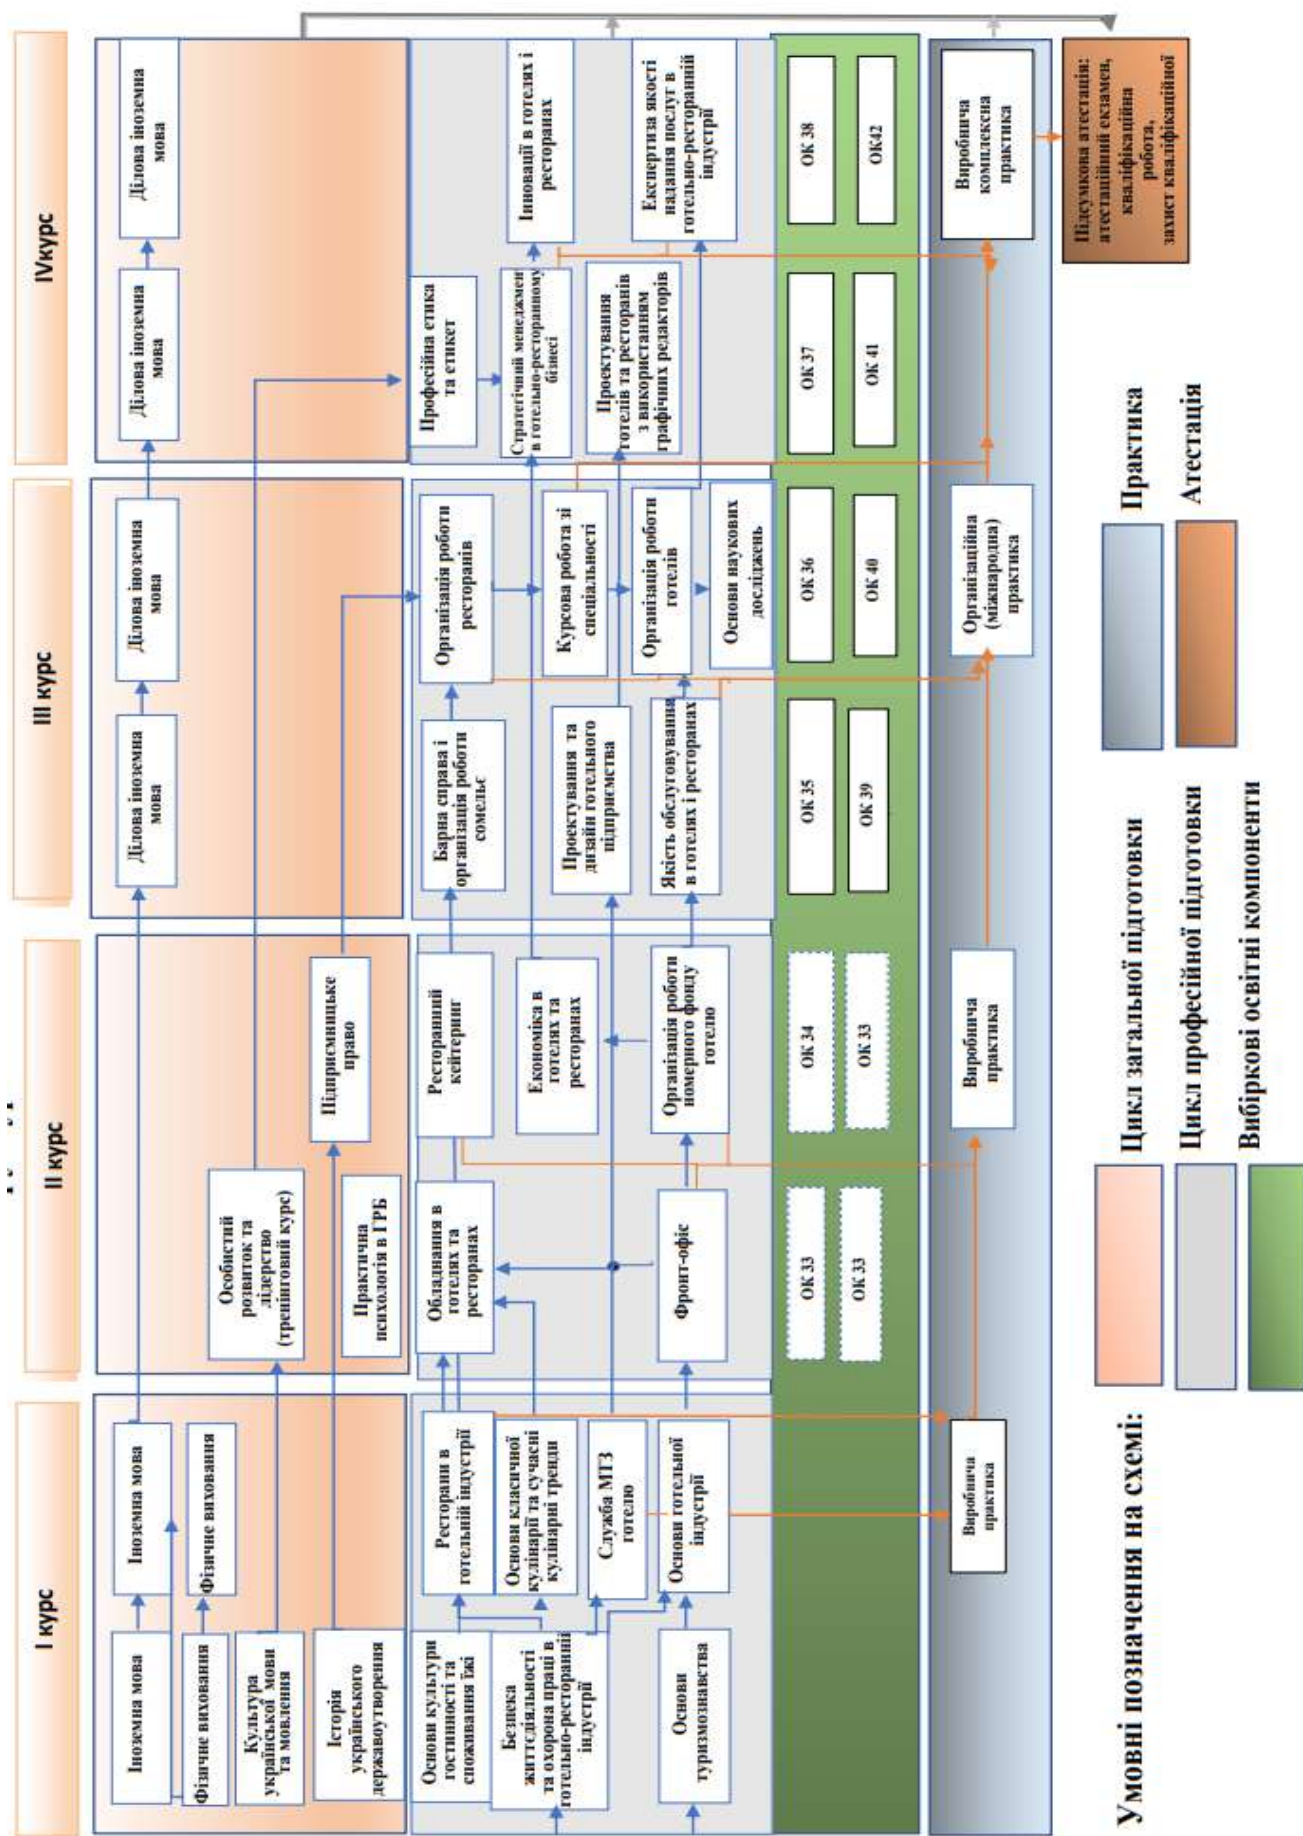 I курс
II курс
III курс
IVкурс
Іноземна мова
Іноземна мова
Фізичне виховання
Фізичне виховання
Культура
української мови
та мовлення
Історія
українського
державоутворення
Особистий
розвиток та
лідерство
(тренінговий курс)
Практична
психологія в ГРБ
Підприємницьке
право
Ділова іноземна
мова
Ділова іноземна
мова
Ділова іноземна
мова
Ділова іноземна
мова
Основи культури
гостинності та
споживання їжі
Безпека
життєдіяльності
та охорона праці в
готельно-ресторанній
індустрії
Основи
туризмознавства
Ресторани в
готельній індустрії
Основи класичної
кулінарії та сучасні
кулінарні тренди
Служба МТЗ
готелю
Основи готельної
індустрії
Обладнання в
готелях та
ресторанах
Фронт-офіс
Ресторанний
кейтеринг
Економіка в
готелях та
ресторанах
Організація роботи
номерного фонду
готелю
Барна справа і
організація роботи
сомельє
Проектування та
дизайн готельного
підприємства
Якість обслуговування
в готелях і ресторанах
Організація роботи
ресторанів
Курсова робота зі
спеціальності
Організація роботи
готелів
Основи наукових
досліджень
Професійна етика
та етикет
Стратегічний менеджмен
в готельно-ресторанному
бізнесі
Проектування
готелів та ресторанів
з використанням
графічних редакторів
Інновації в готелях і
ресторанах
Експертиза якості
надання послуг в
готельно-ресторанній
індустрії
ОК 33
ОК 34
ОК 35
ОК 36
ОК 37
ОК 38
ОК 33
ОК 33
ОК 39
ОК 40
ОК 41
ОК42
Виробнича
практика
Виробнича
практика
Організаційна
(міжнародна)
практика
Виробнича
комплексна
практика
Підсумкова атестація:
атестаційний екзамен,
кваліфікаційна
робота,
захист кваліфікаційної
Умовні позначення на схемі:
Цикл загальної підготовки
Цикл професійної підготовки
Вибіркові освітні компоненти
Практика
Атестація